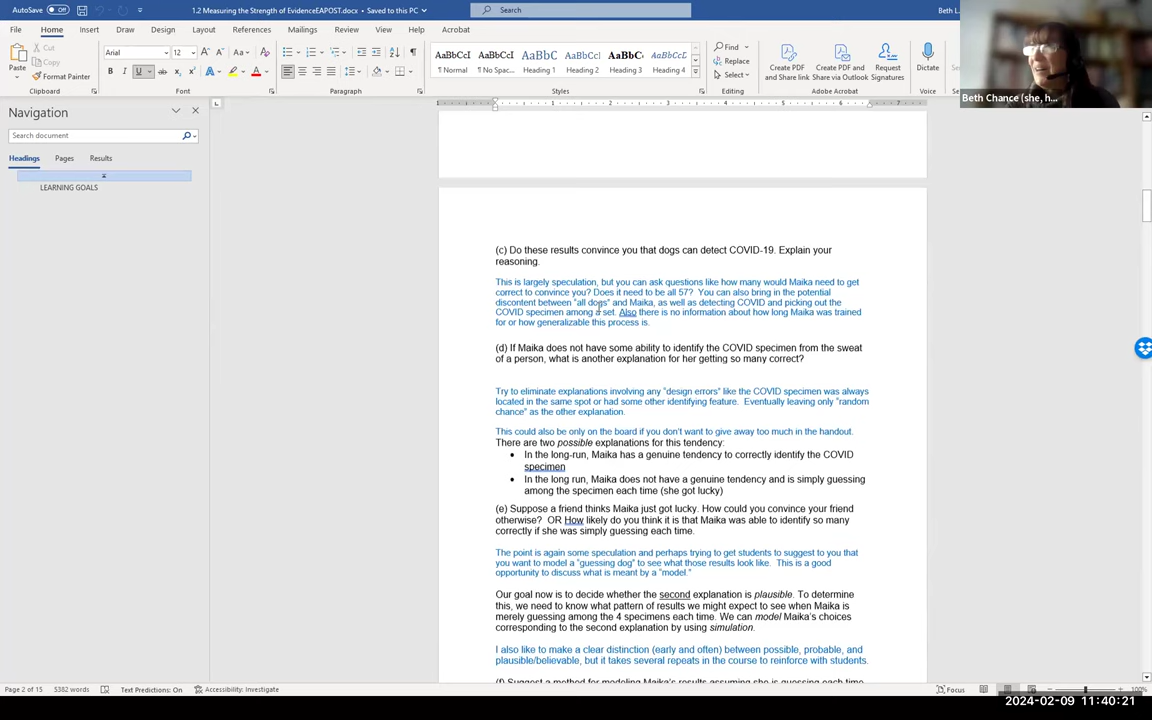 AutoSave Off
1.2 Measuring the Strength of EvidenceEAPOST.docx • Saved to this PC
Search
Beth L.
File Home Insert Draw Design Layout References Mailings Review View Help Acrobat
Paste
Cut
Copy
Format Painter
Clipboard
Arial 12
Font
Paragraph
AaBbCcI AaBbCcI AaBbC AaBbCcI AaBbCc AaBbCcI
¶ Normal ¶ No Spac... Heading 1 Heading 2 Heading 3 Heading 4
Styles
Find
Replace
Select
Editing
Create PDF and Share link
Create PDF and Share via Outlook
Request Signatures
Adobe Acrobat
Dictate
Voice
Beth Chance (she, h...
Navigation
Search document
Headings Pages Results
LEARNING GOALS
(c) Do these results convince you that dogs can detect COVID-19. Explain your
reasoning.
This is largely speculation, but you can ask questions like how many would Maika need to get
correct to convince you? Does it need to be all 57? You can also bring in the potential
discontent between "all dogs" and Maika, as well as detecting COVID and picking out the
COVID specimen among a set. Also there is no information about how long Maika was trained
for or how generalizable this process is.
(d) If Maika does not have some ability to identify the COVID specimen from the sweat
of a person, what is another explanation for her getting so many correct?
Try to eliminate explanations involving any "design errors" like the COVID specimen was always
located in the same spot or had some other identifying feature. Eventually leaving only "random
chance" as the other explanation.
This could also be only on the board if you don't want to give away too much in the handout.
There are two possible explanations for this tendency:
• In the long-run, Maika has a genuine tendency to correctly identify the COVID
specimen
• In the long run, Maika does not have a genuine tendency and is simply guessing
among the specimen each time (she got lucky)
(e) Suppose a friend thinks Maika just got lucky. How could you convince your friend
otherwise? OR How likely do you think it is that Maika was able to identify so many
correctly if she was simply guessing each time.
The point is again some speculation and perhaps trying to get students to suggest to you that
you want to model a "guessing dog" to see what those results look like. This is a good
opportunity to discuss what is meant by a "model."
Our goal now is to decide whether the second explanation is plausible. To determine
this, we need to know what pattern of results we might expect to see when Maika is
merely guessing among the 4 specimens each time. We can model Maika's choices
corresponding to the second explanation by using simulation.
I also like to make a clear distinction (early and often) between possible, probable, and
plausible/believable, but it takes several repeats in the course to reinforce with students.
(f) Suggest a method for modeling Maika's results assuming she is guessing each time
Page 2 of 15 5382 words Text Predictions: On Accessibility: Investigate
Focus
100%
2024-02-09 11:40:21